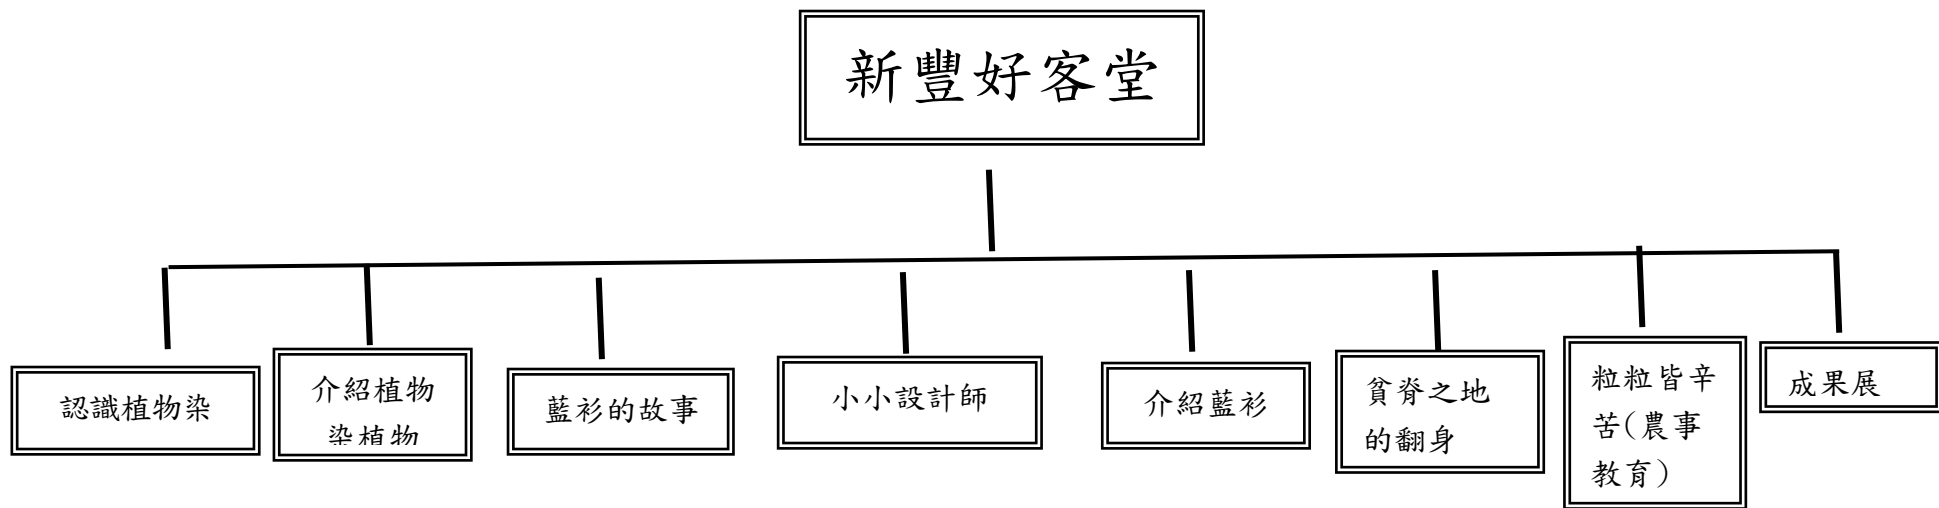 新豐好客堂
認識植物染
介紹植物
染植物
藍衫的故事
小小設計師
介紹藍衫
貧脊之地
的翻身
粒粒皆辛
苦(農事
教育)
成果展